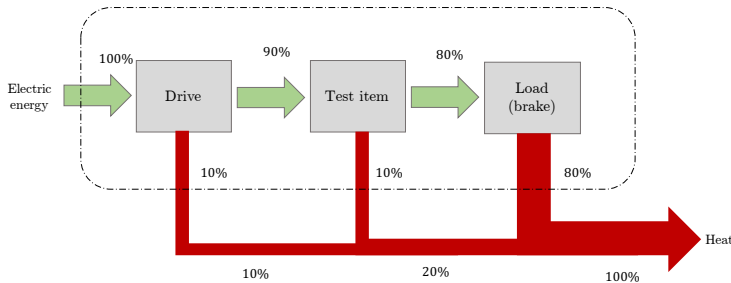 100%
90%
80%
Electric
energy
Drive
Test item
Load
(brake)
10%
10%
80%
Heat
10%
20%
100%